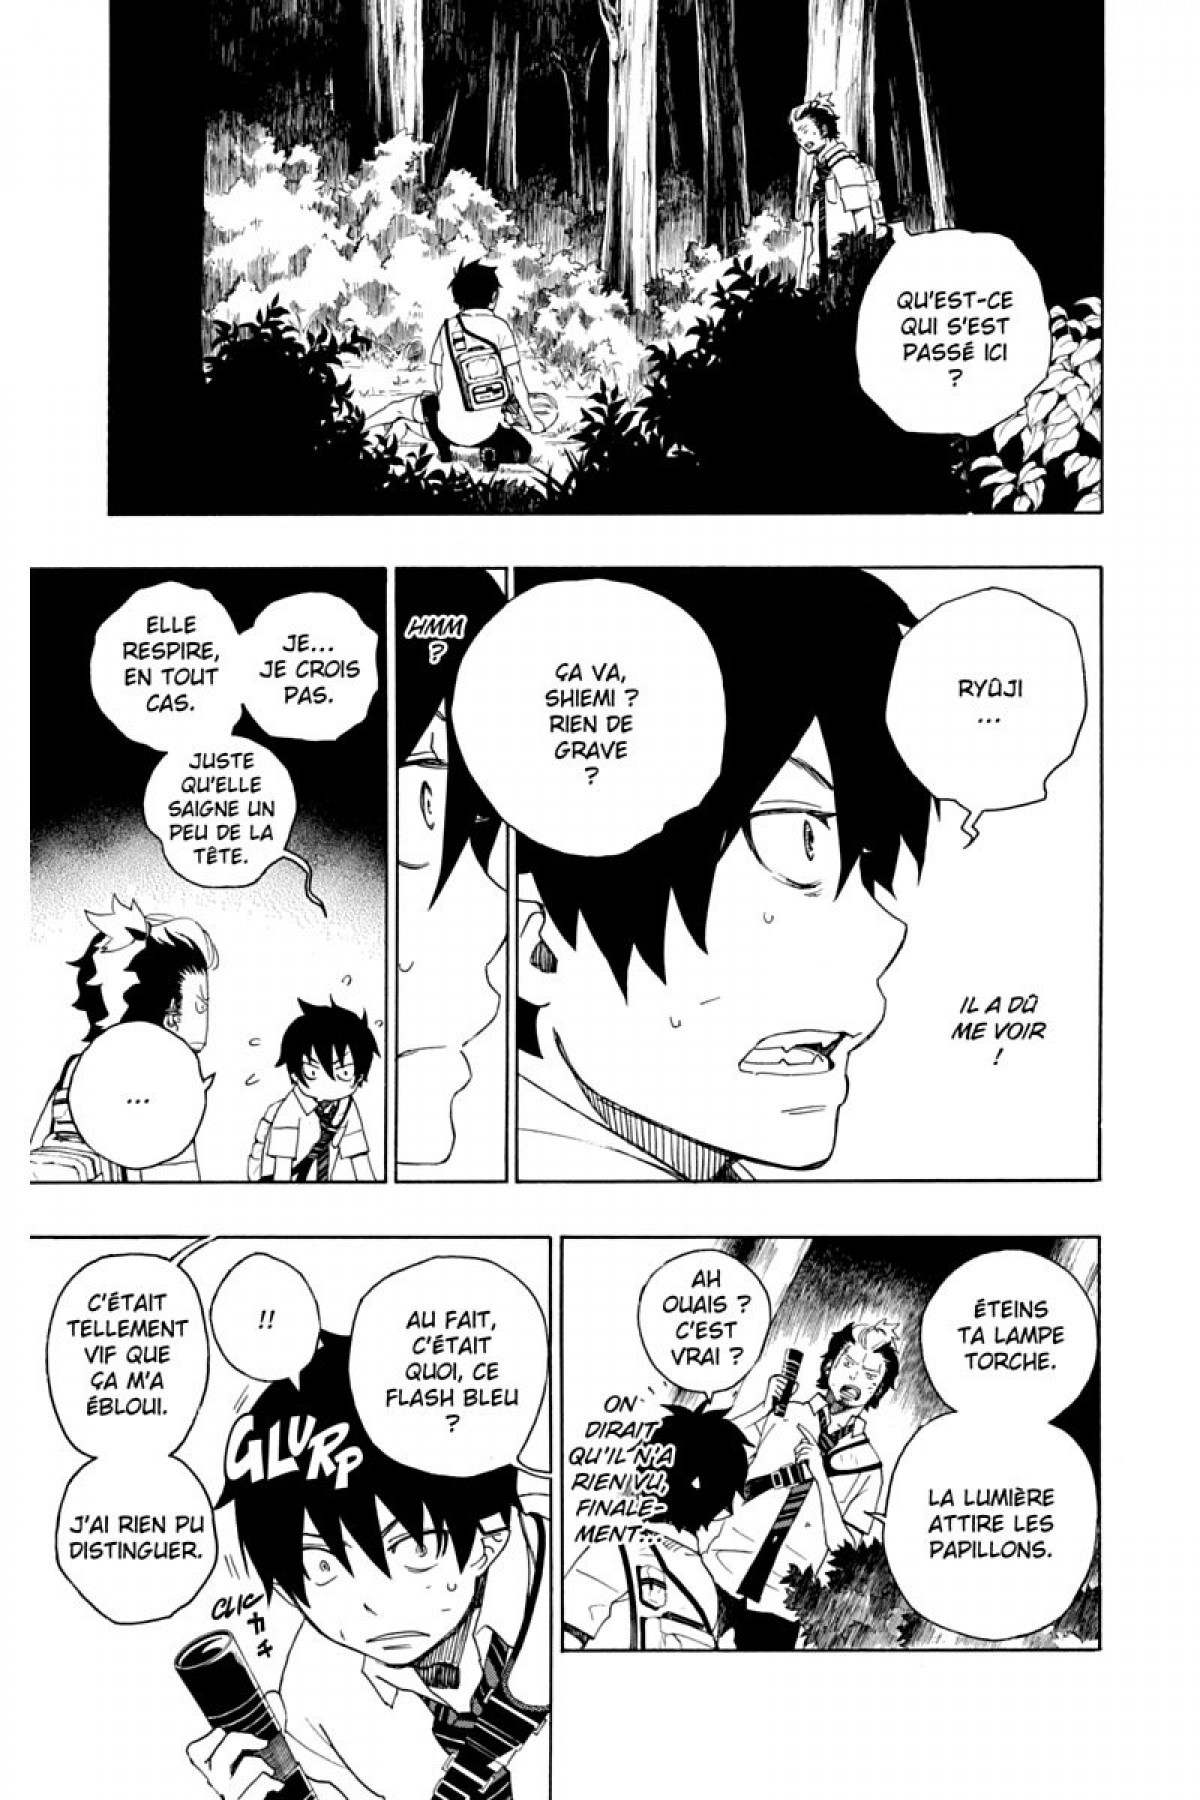 QU'EST-CE
QUI S'EST
PASSÉ ICI
?
RYÛJI
...
IL A DÛ
ME VOIR
!
ÇA VA,
SHIEMI ?
RIEN DE
GRAVE
?
HMM
?
JE...
JE CROIS
PAS.
ELLE
RESPIRE,
EN TOUT
CAS.
JUSTE
QU'ELLE
SAIGNE UN
PEU DE LA
TÊTE.
...
ÉTEINS
TA LAMPE
TORCHE.
LA LUMIÈRE
ATTIRE LES
PAPILLONS.
AH
OUAIS ?
C'EST
VRAI ?
ON
DIRAIT
QU'IL N'A
RIEN VU,
FINALE-
MENT...
AU FAIT,
C'ÉTAIT
QUOI, CE
FLASH BLEU
?
!!
GLURP
C'ÉTAIT
TELLEMENT
VIF QUE
ÇA M'A
ÉBLOUI.
J'AI RIEN PU
DISTINGUER.
CLIC
カチ